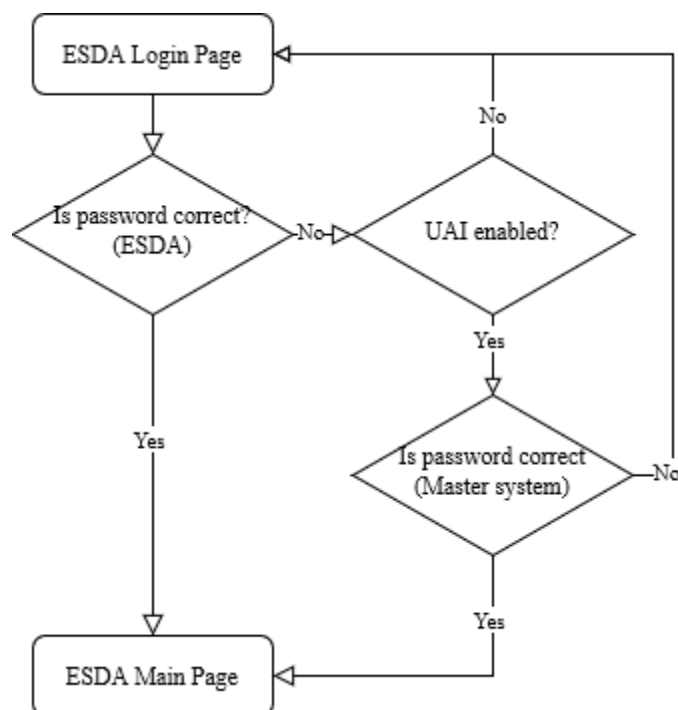 ESDA Login Page
No
Is password correct?
(ESDA)
No
UAI enabled?
Yes
Yes
Is password correct
(Master system)
No
Yes
ESDA Main Page